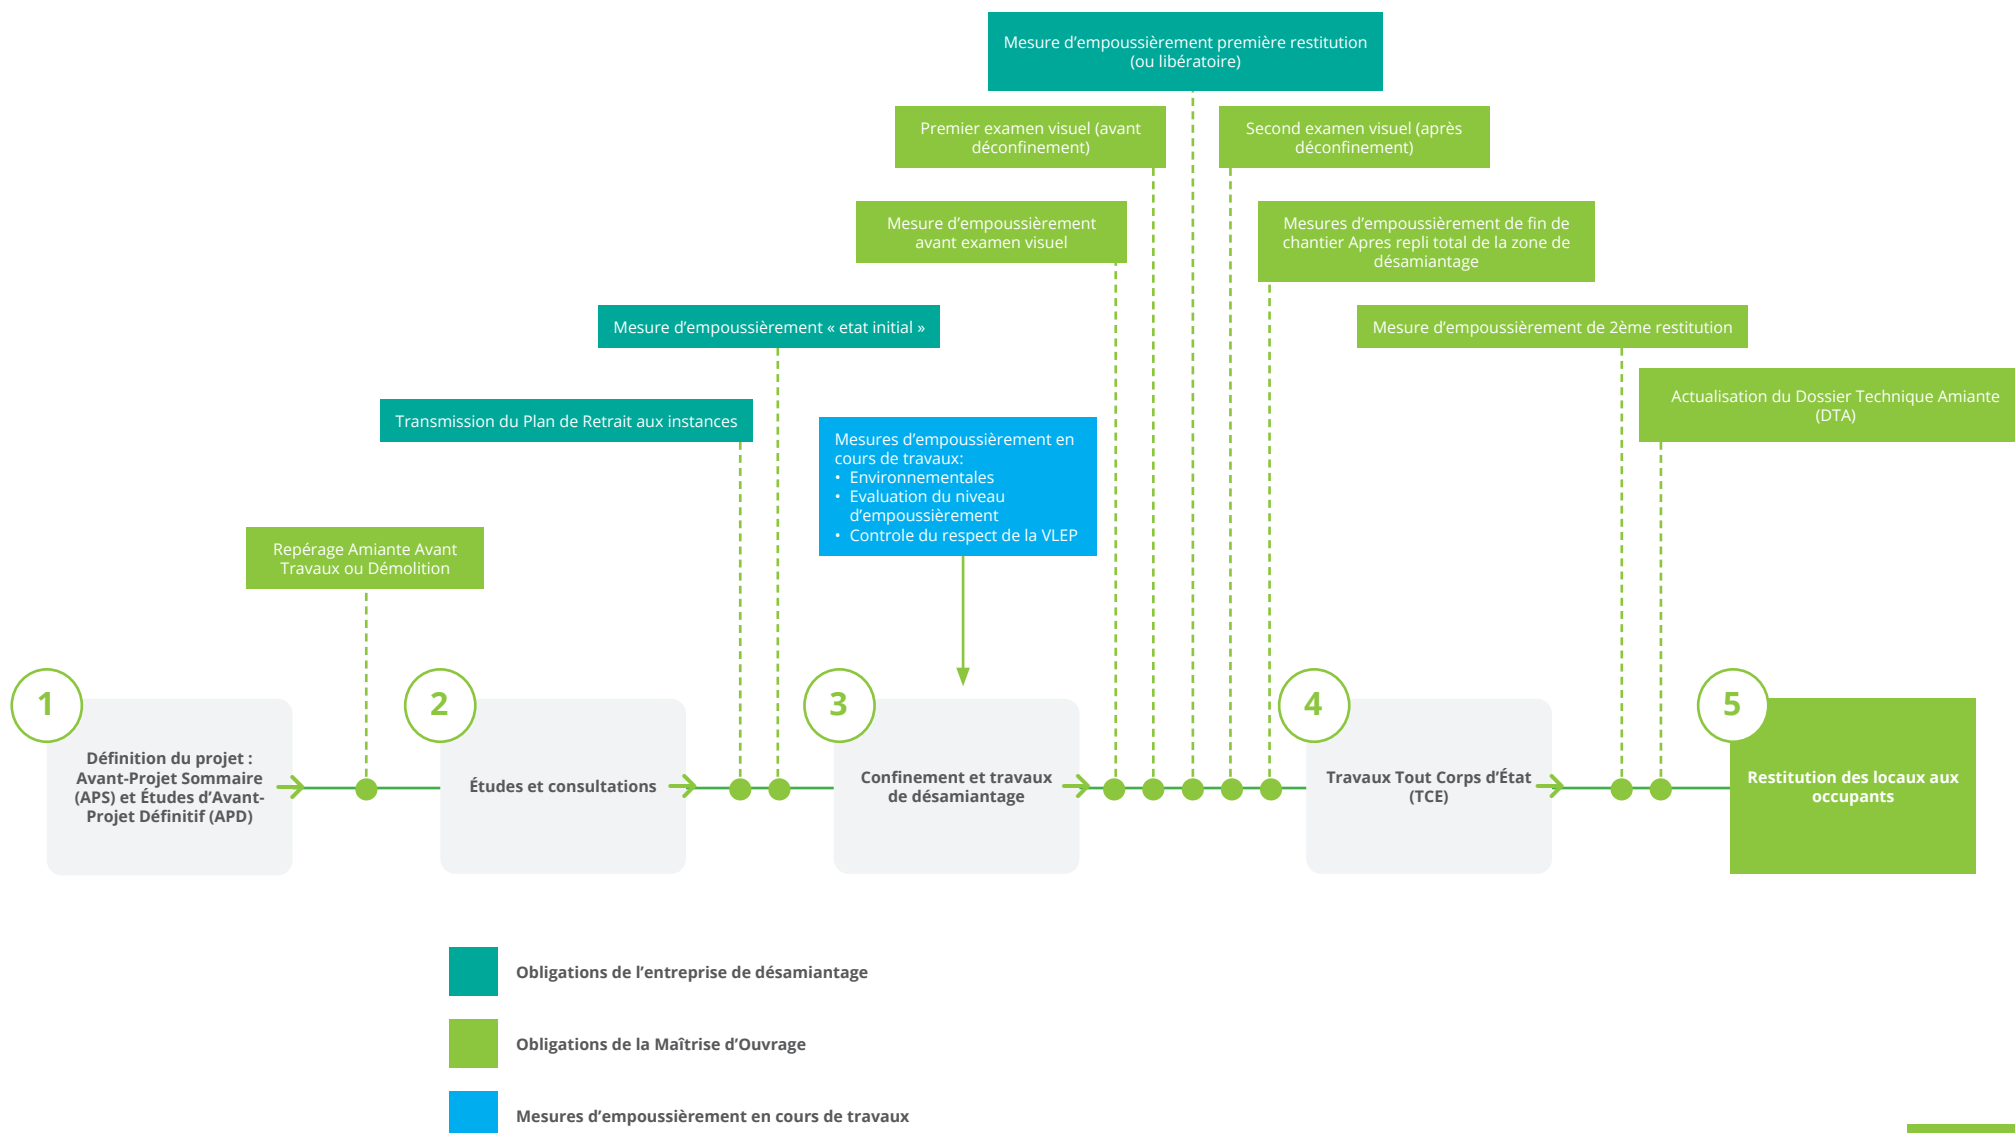 Mesure d'empoussièrement première restitution
(ou libératoire)
Premier examen visuel (avant
déconfinement)
Second examen visuel (après
déconfinement)
Mesure d'empoussièrement
avant examen visuel
Mesures d'empoussièrement de fin de
chantier Apres repli total de la zone de
désamiantage
Mesure d'empoussièrement « etat initial »
Mesure d'empoussièrement de 2ème restitution
Transmission du Plan de Retrait aux instances
Mesures d'empoussièrement en
cours de travaux:
• Environnementales
• Evaluation du niveau
d'empoussièrement
• Controle du respect de la VLEP
Actualisation du Dossier Technique Amiante
(DTA)
Repérage Amiante Avant
Travaux ou Démolition
1
Définition du projet :
Avant-Projet Sommaire
(APS) et Études d'Avant-
Projet Définitif (APD)
2
Études et consultations
3
Confinement et travaux
de désamiantage
4
Travaux Tout Corps d'État
(TCE)
5
Restitution des locaux aux
occupants
Obligations de l'entreprise de désamiantage
Obligations de la Maîtrise d'Ouvrage
Mesures d'empoussièrement en cours de travaux